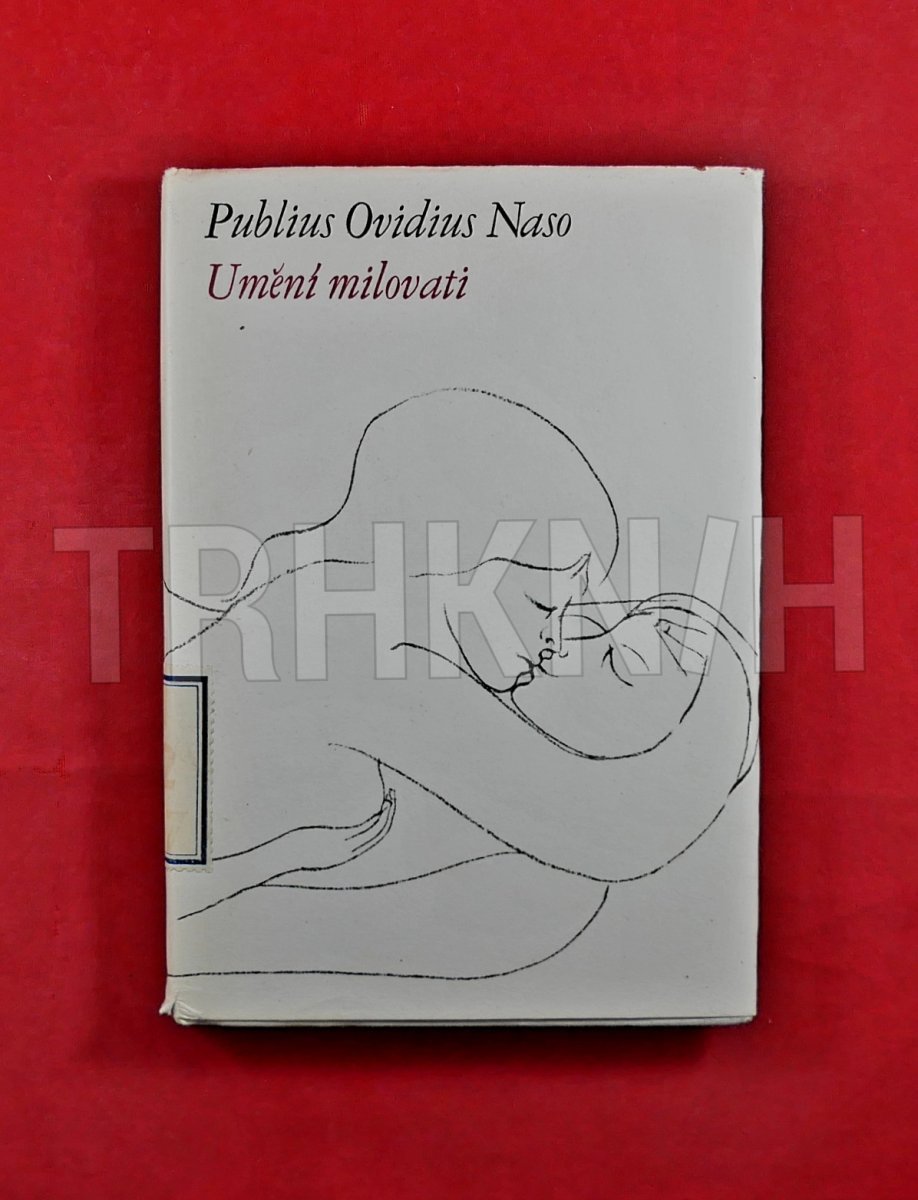 Publius Ovidius Naso
Umění milovati
TRHKNIH